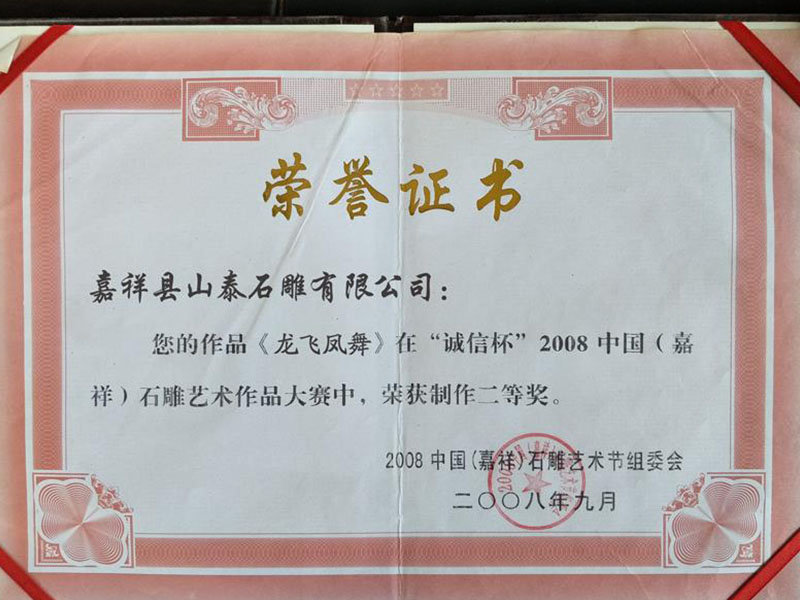 荣誉证书
嘉祥县山泰石雕有限公司：
您的作品《龙飞凤舞》在“诚信杯”2008中国（嘉
祥）石雕艺术作品大赛中，荣获制作二等奖。
2008中国(嘉祥)石雕艺术节组委会
二〇〇八年九月